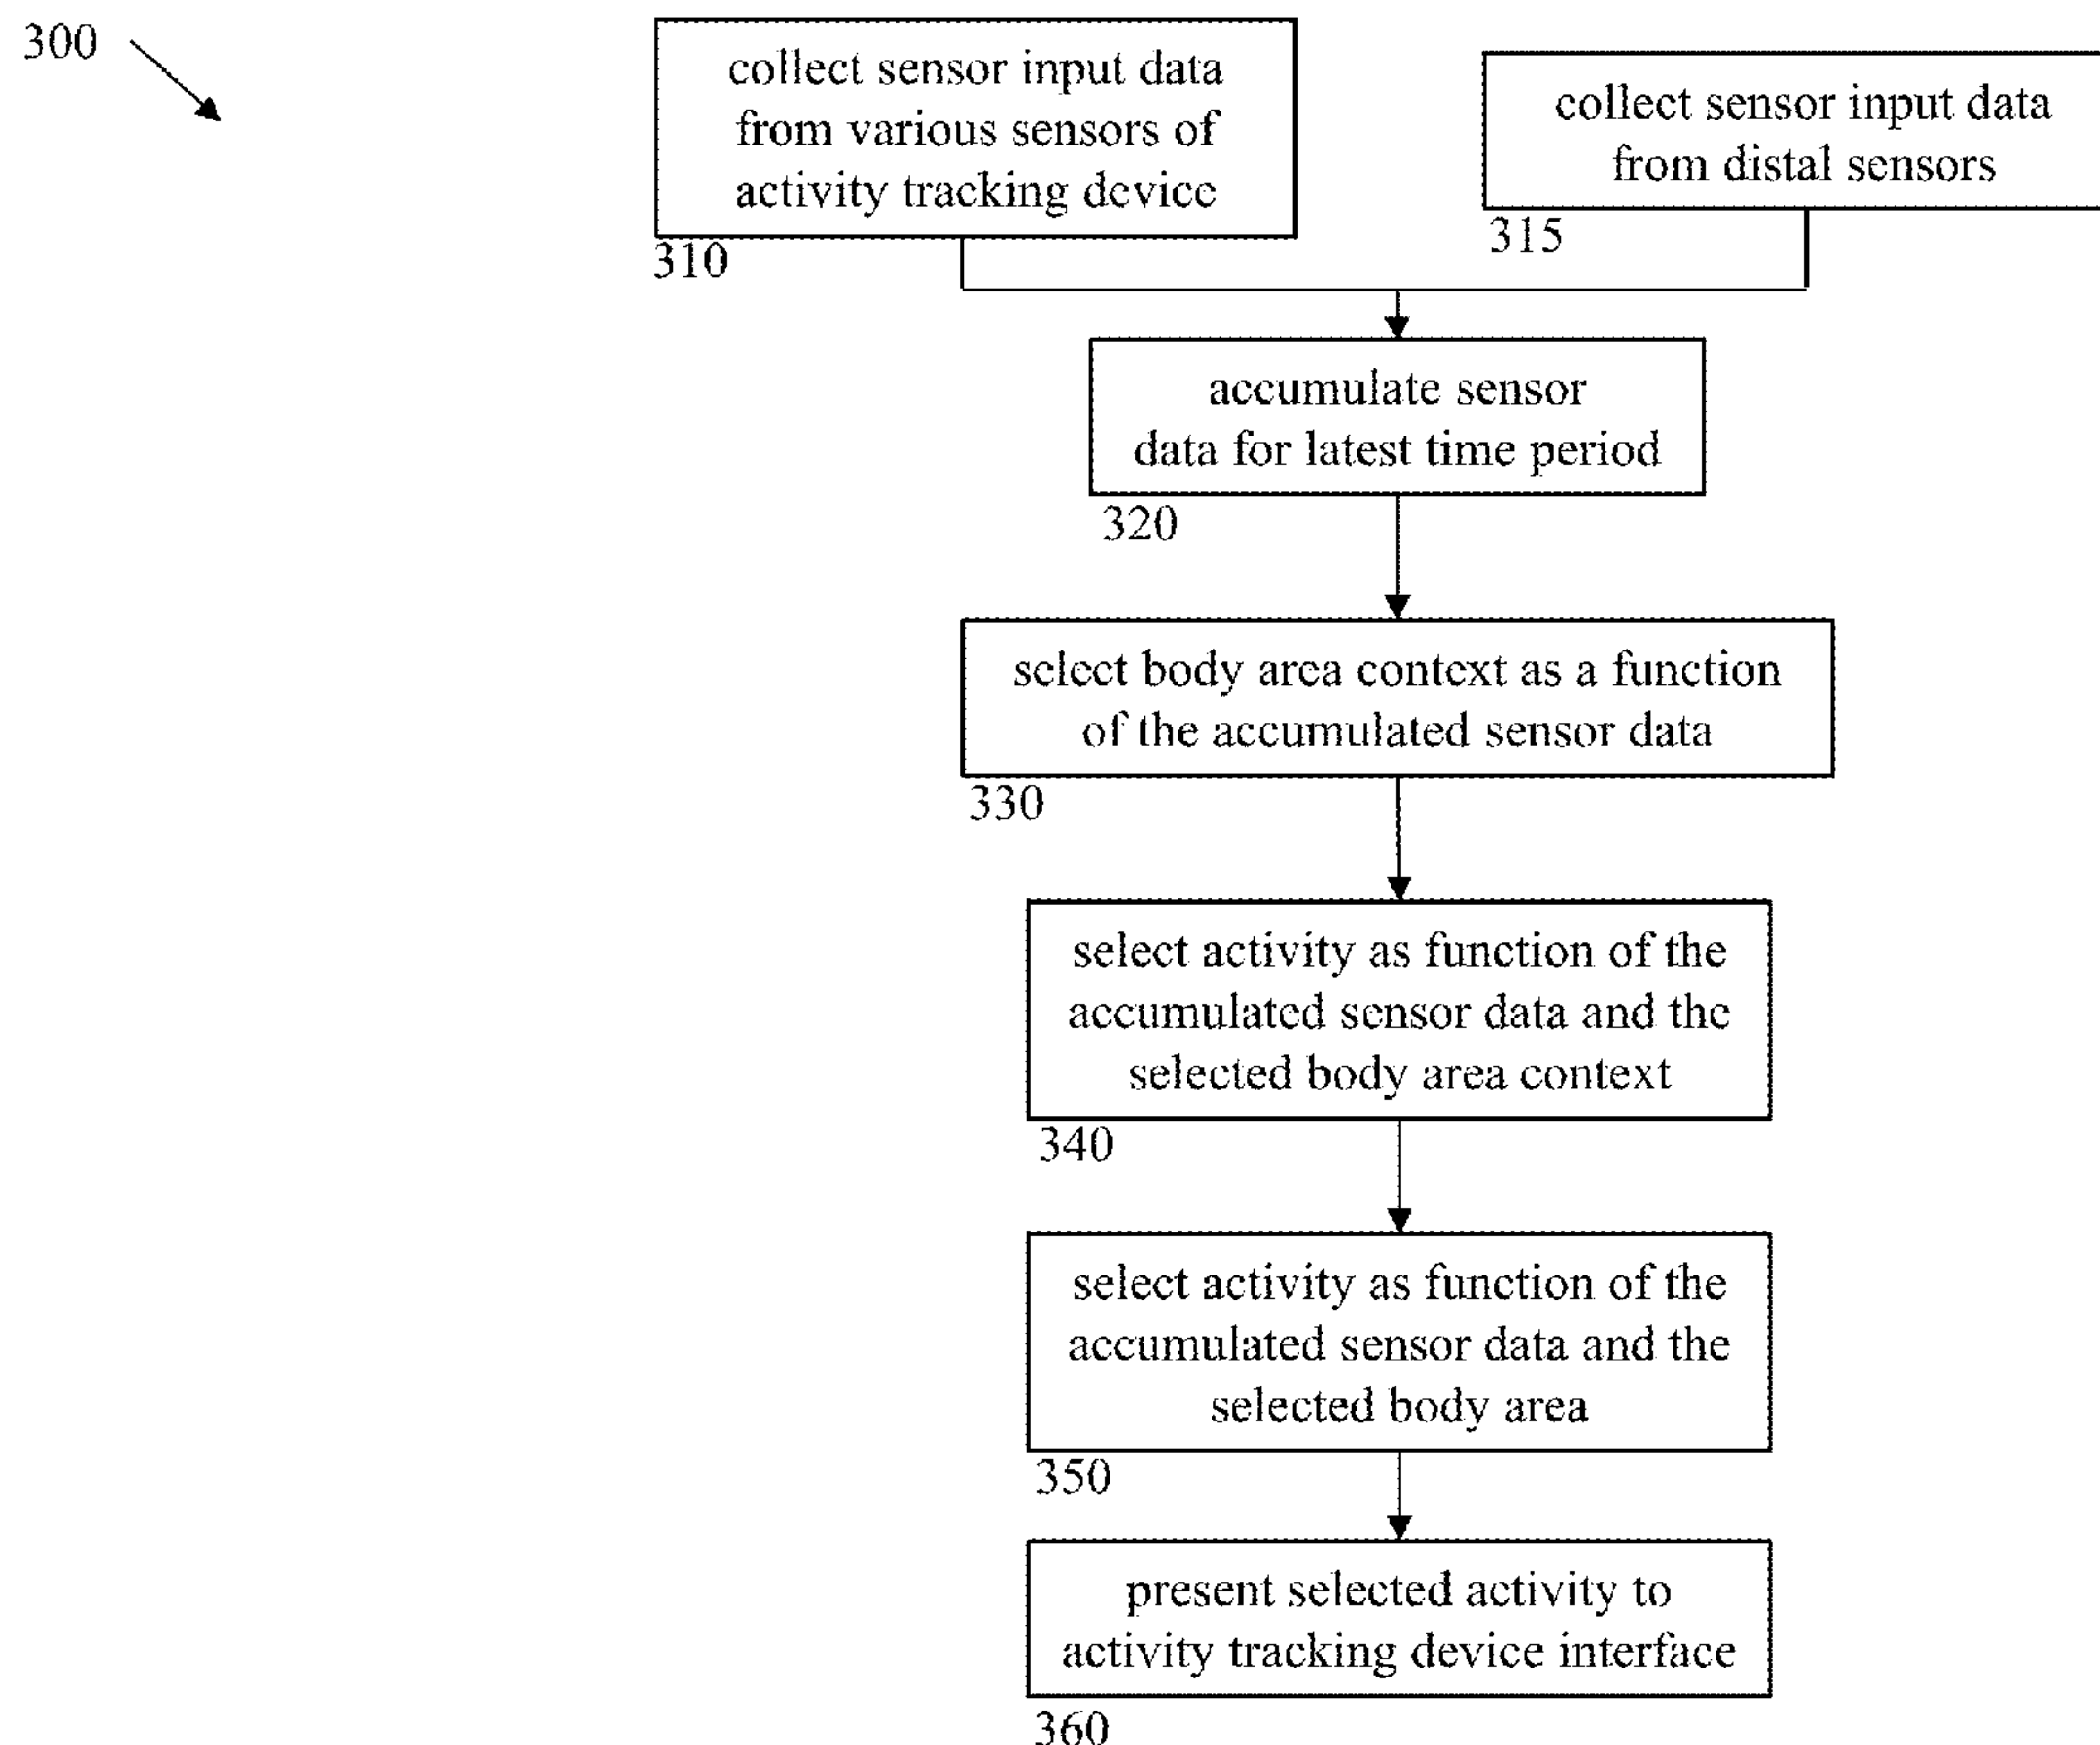 300
collect sensor input data
from various sensors of
activity tracking device
310
collect sensor input data
from distal sensors
315
accumulate sensor
data for latest time period
320
select body area context as a function
of the accumulated sensor data
330
select activity as function of the
accumulated sensor data and the
selected body area context
340
select activity as function of the
accumulated sensor data and the
selected body area
350
present selected activity to
activity tracking device interface
360